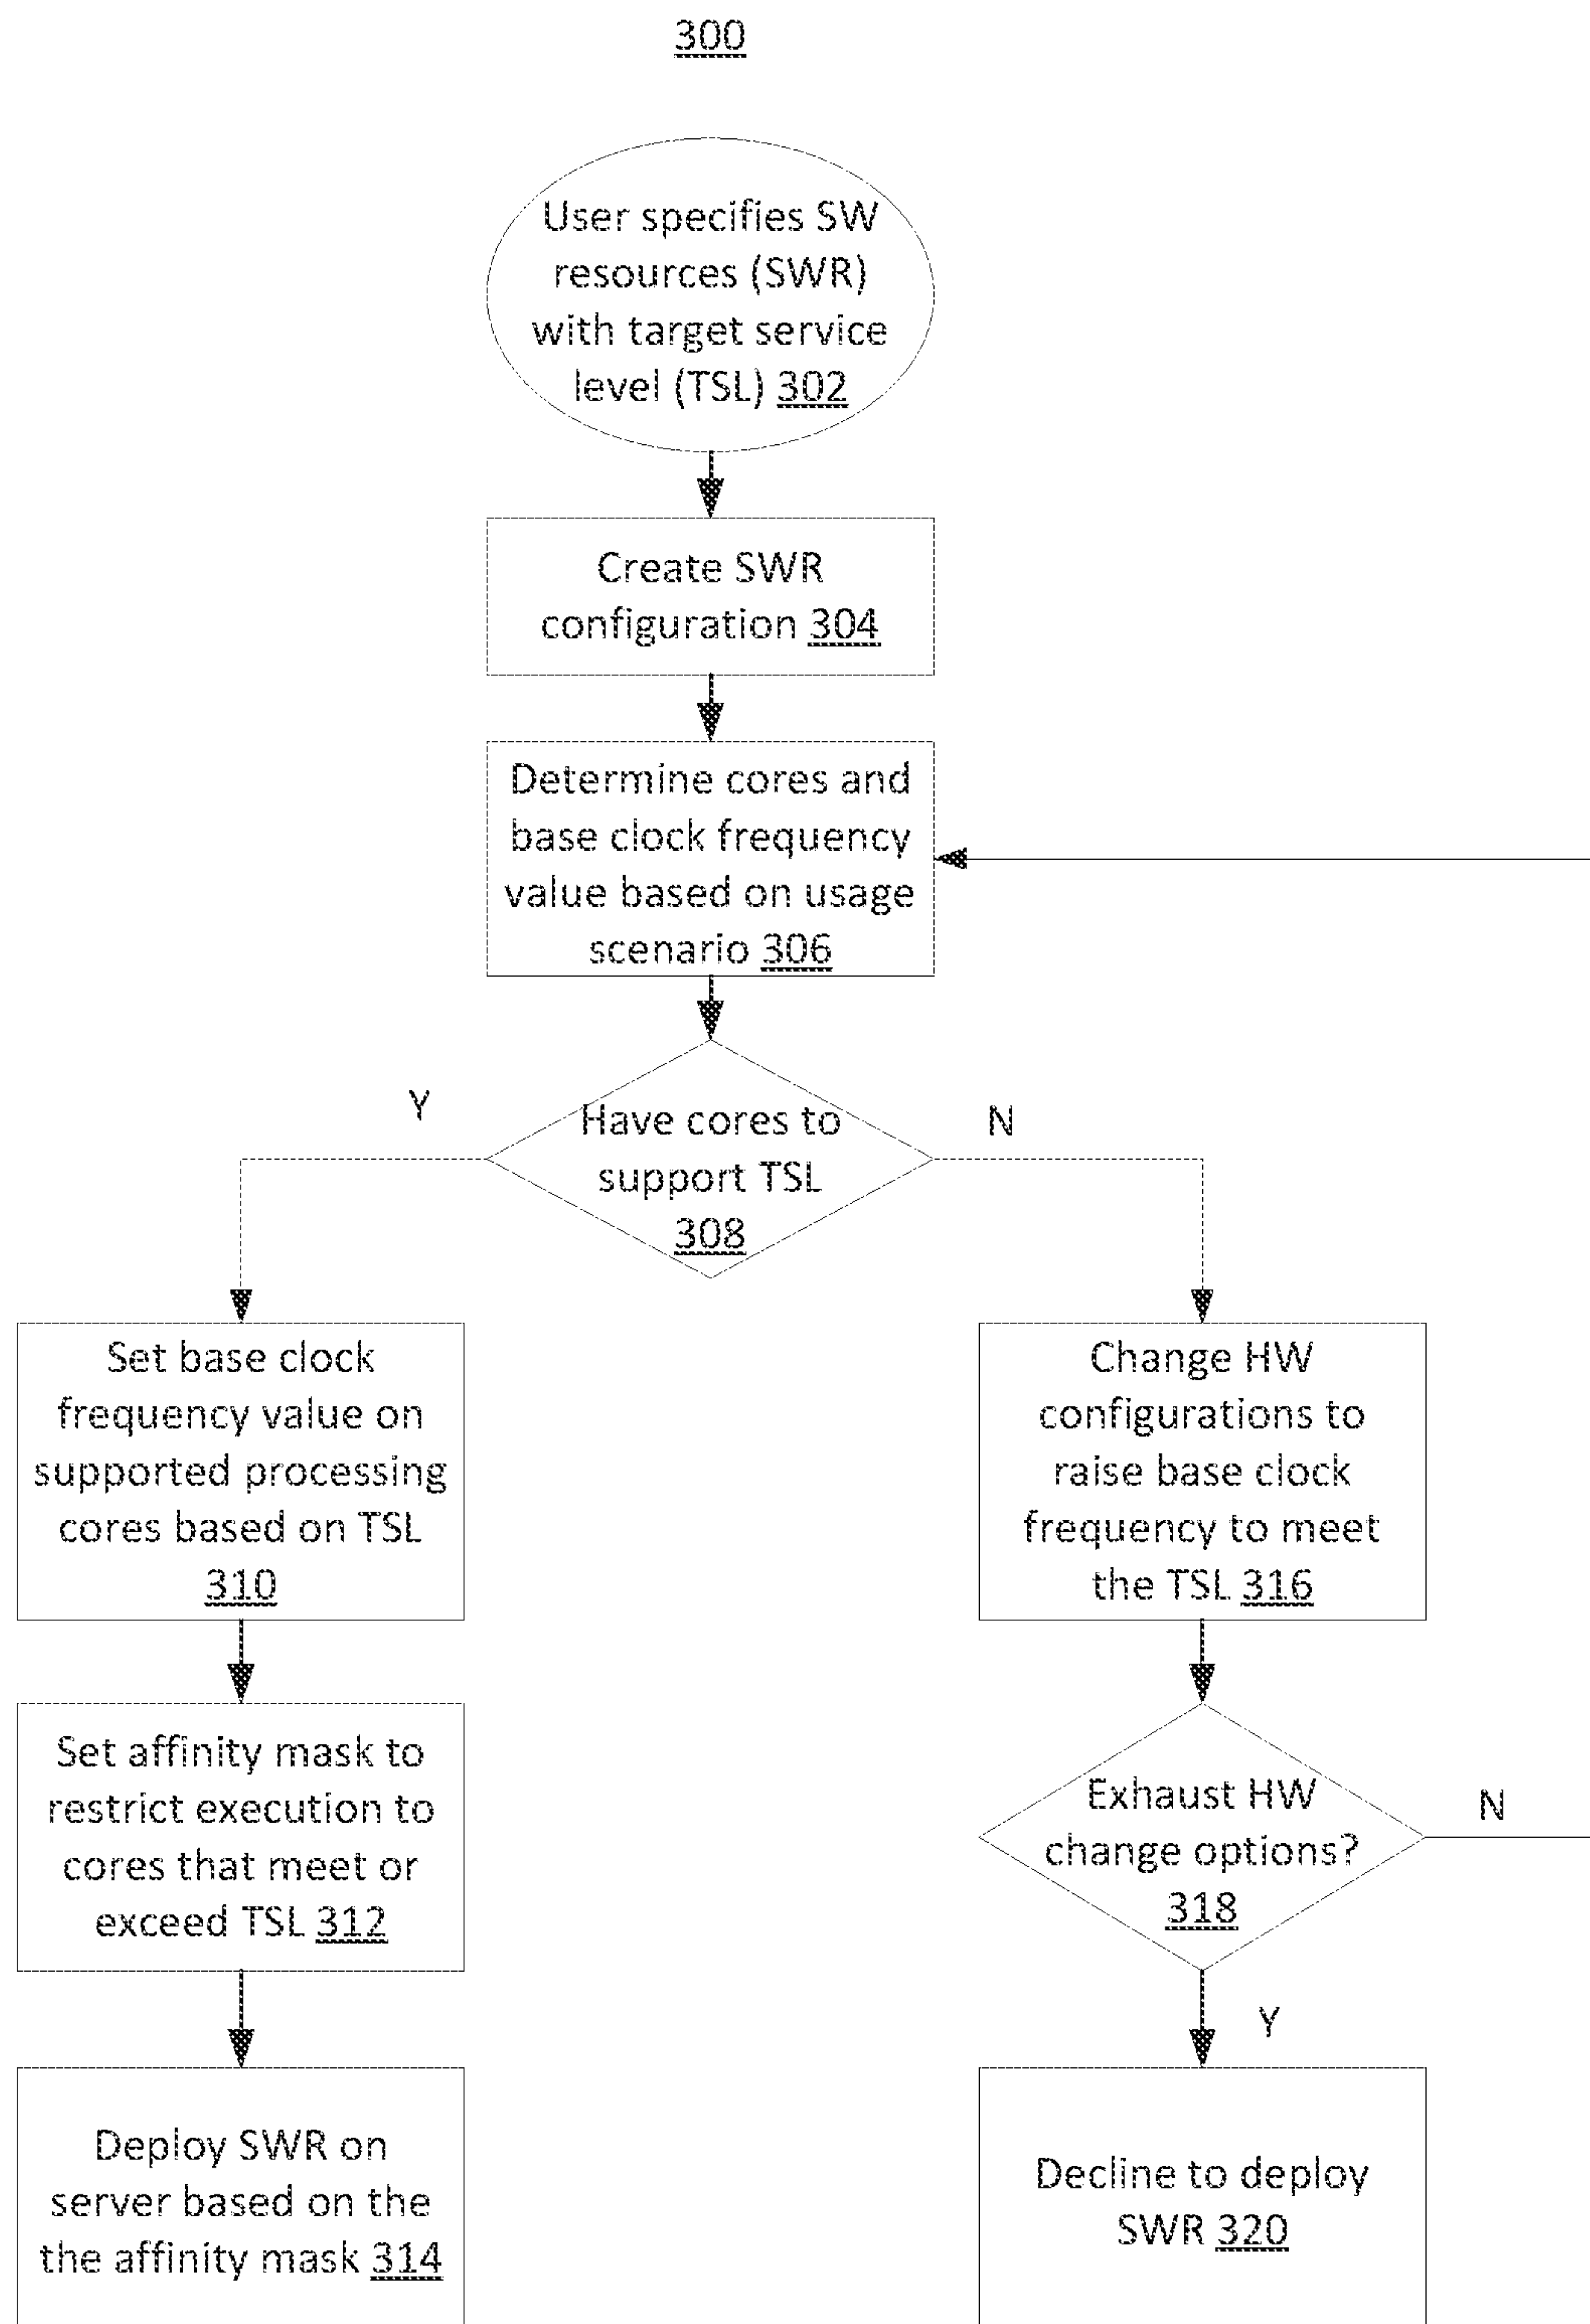 300
User specifies SW
resources (SWR)
with target service
level (TSL) 302
Create SWR
configuration 304
Determine cores and
base clock frequency
value based on usage
scenario 306
Y
N
Have cores to
support TSL
308
Set base clock
frequency value on
supported processing
cores based on TSL
310
Change HW
configurations to
raise base clock
frequency to meet
the TSL 316
Set affinity mask to
restrict execution to
cores that meet or
exceed TSL 312
Exhaust HW
change options?
318
N
Y
Deploy SWR on
server based on the
the affinity mask 314
Decline to deploy
SWR 320